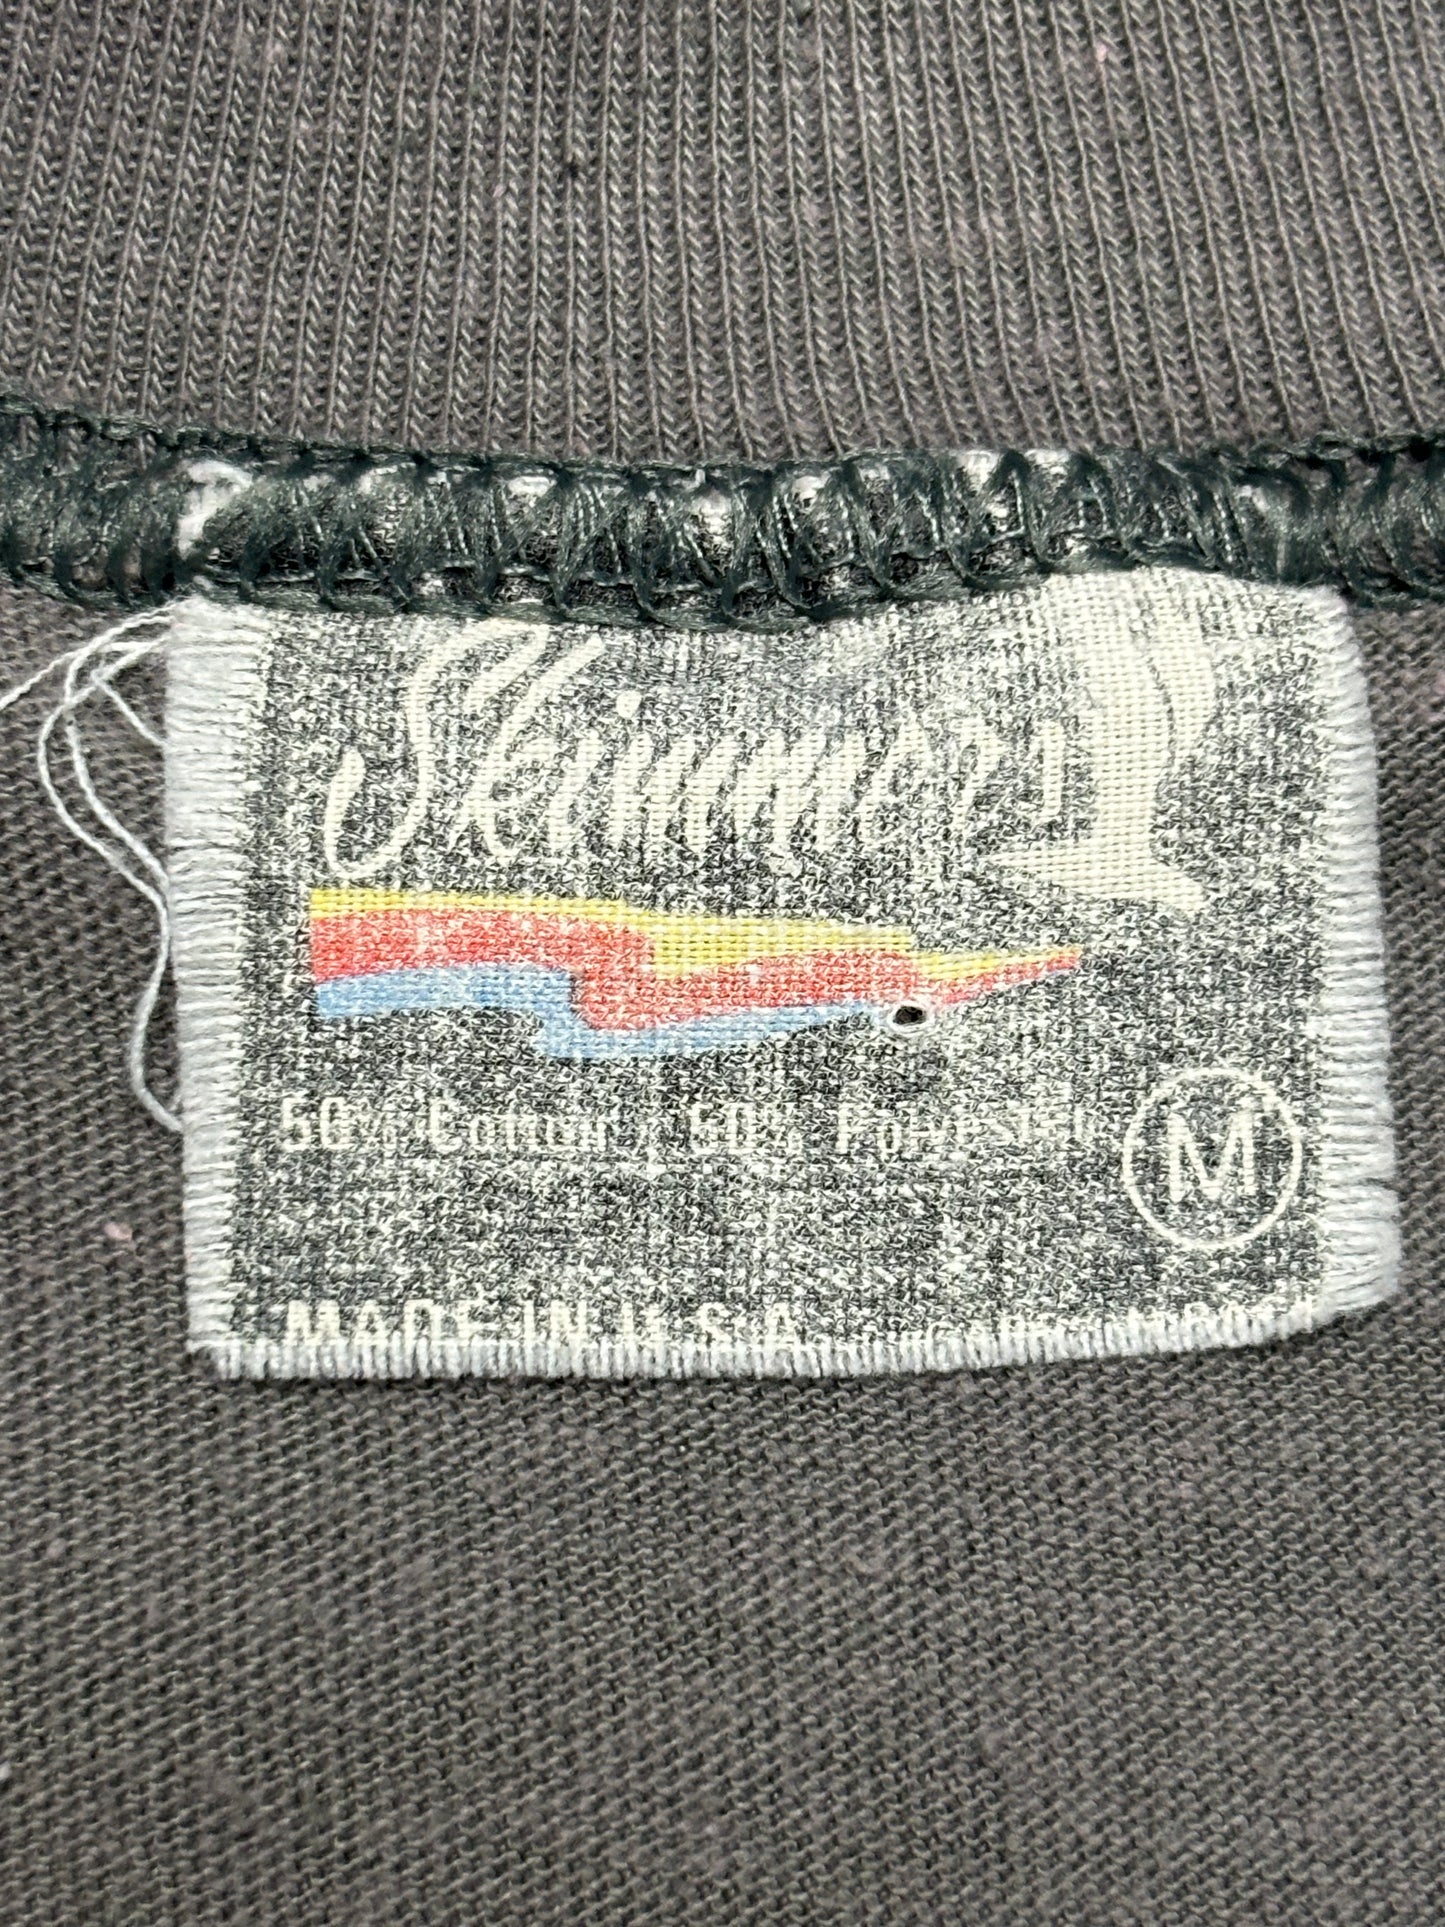 Skimmers
50% Cotton / 50% Polyester
M
MADE IN U.S.A.